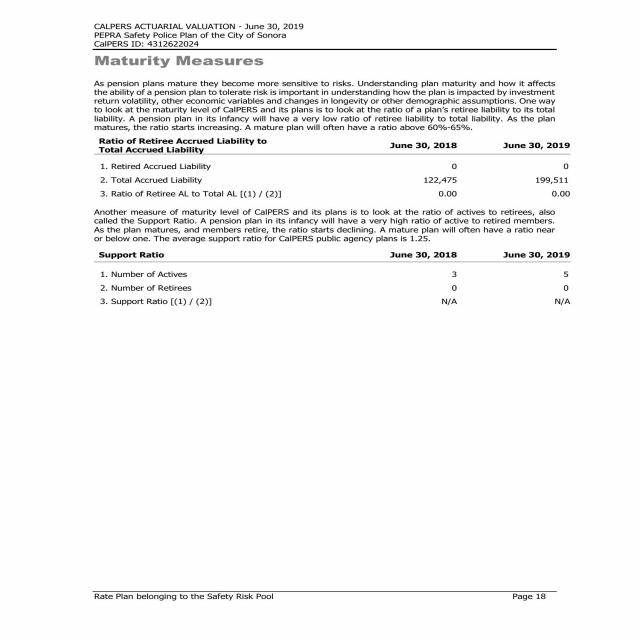 CALPERS ACTUARIAL VALUATION - June 30, 2019
PEPRA Safety Police Plan of the City of Sonora
CalPERS ID: 4312622024
Maturity Measures
As pension plans mature they become more sensitive to risks. Understanding plan maturity and how it affects
the ability of a pension plan to tolerate risk is important in understanding how the plan is impacted by investment
return volatility, other economic variables and changes in longevity or other demographic assumptions. One way
to look at the maturity level of CalPERS and its plans is to look at the ratio of a plan's retiree liability to its total
liability. A pension plan in its infancy will have a very low ratio of retiree liability to total liability. As the plan
matures, the ratio starts increasing. A mature plan will often have a ratio above 60%-65%.
Ratio of Retiree Accrued Liability to
Total Accrued Liability June 30, 2018 June 30, 2019
1. Retired Accrued Liability 0 0
2. Total Accrued Liability 122,475 199,511
3. Ratio of Retiree AL to Total AL [(1) / (2)] 0.00 0.00
Another measure of maturity level of CalPERS and its plans is to look at the ratio of actives to retirees, also
called the Support Ratio. A pension plan in its infancy will have a very high ratio of active to retired members.
As the plan matures, and members retire, the ratio starts declining. A mature plan will often have a ratio near
or below one. The average support ratio for CalPERS public agency plans is 1.25.
Support Ratio June 30, 2018 June 30, 2019
1. Number of Actives 3 5
2. Number of Retirees 0 0
3. Support Ratio [(1) / (2)] N/A N/A
Rate Plan belonging to the Safety Risk Pool Page 18